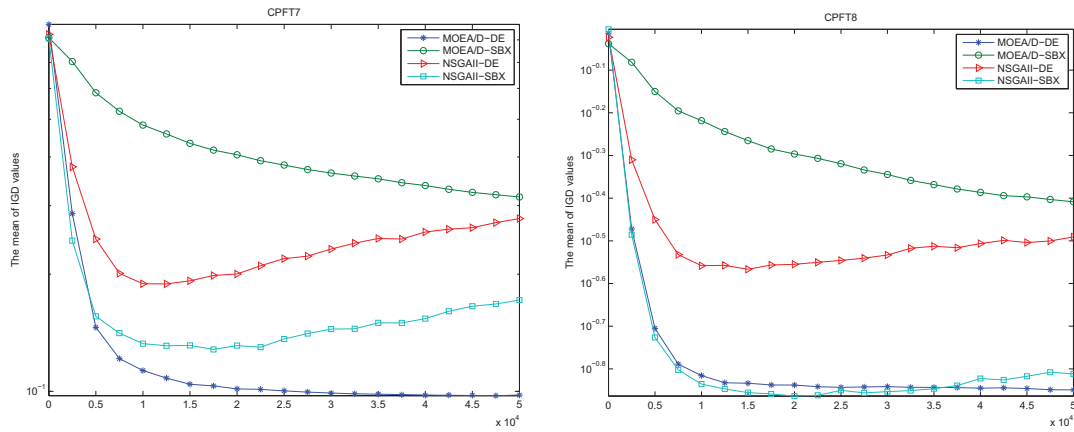 CPFT7
MOEA/D−DE
MOEA/D−SBX
NSGAII−DE
NSGAII−SBX
The mean of IGD values
10⁻¹
0 0.5 1 1.5 2 2.5 3 3.5 4 4.5 5
x 10⁴
CPFT8
MOEA/D−DE
MOEA/D−SBX
NSGAII−DE
NSGAII−SBX
The mean of IGD values
10⁻⁰·¹
10⁻⁰·²
10⁻⁰·³
10⁻⁰·⁴
10⁻⁰·⁵
10⁻⁰·⁶
10⁻⁰·⁷
10⁻⁰·⁸
0 0.5 1 1.5 2 2.5 3 3.5 4 4.5 5
x 10⁴